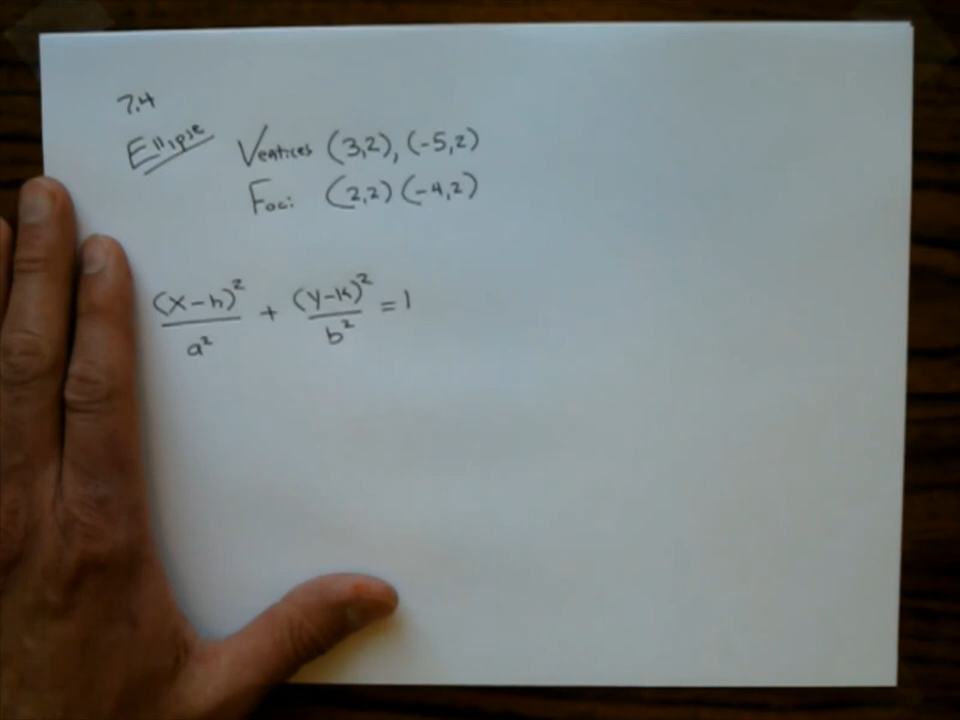 7.4
Ellipse Vertices (3,2), (-5,2)
Foci (2,2) (-4,2)
(x-h)²/a² + (y-k)²/b² = 1